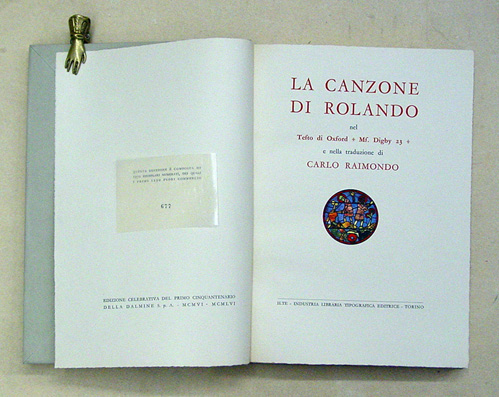 677
EDIZIONE CELEBRATIVA DEL PRIMO CINQUANTENARIO
DELLA DALMINE S. p. A. - MCMVI - MCMLVI
LA CANZONE
DI ROLANDO
nel
Testo di Oxford + Ms. Digby 23 +
e nella traduzione di
CARLO RAIMONDO
ILTE - INDUSTRIA LIBRARIA TIPOGRAFICA EDITRICE - TORINO